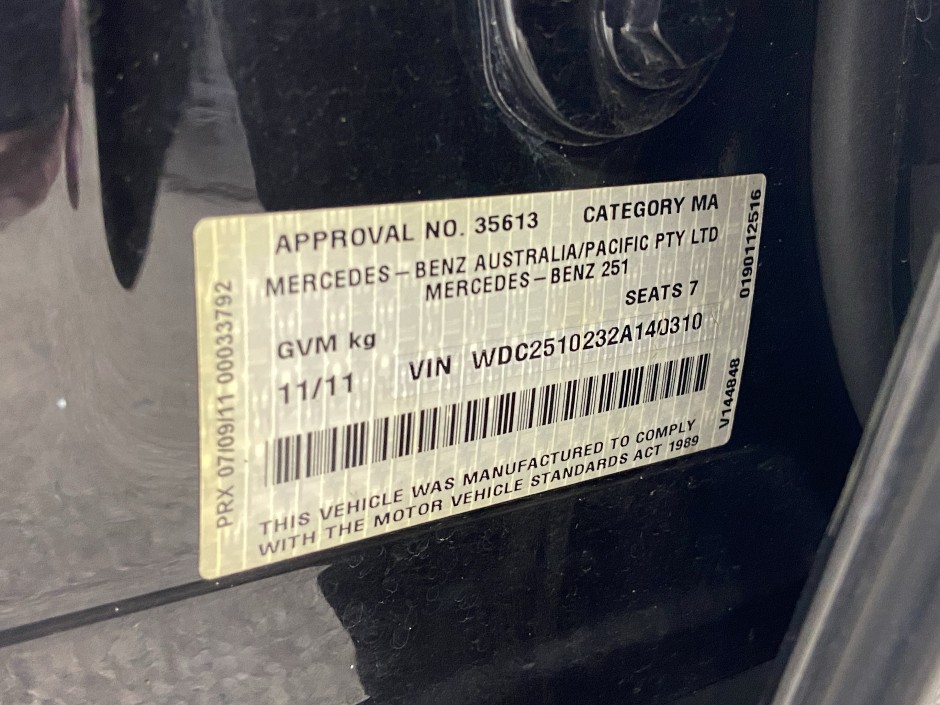 APPROVAL NO. 35613 CATEGORY MA
MERCEDES-BENZ AUSTRALIA/PACIFIC PTY LTD
MERCEDES-BENZ 251
SEATS 7
GVM kg
11/11 VIN WDC2510232A140310
THIS VEHICLE WAS MANUFACTURED TO COMPLY
WITH THE MOTOR VEHICLE STANDARDS ACT 1989
PRX 07/09/11 00033792
0190112516
V144848